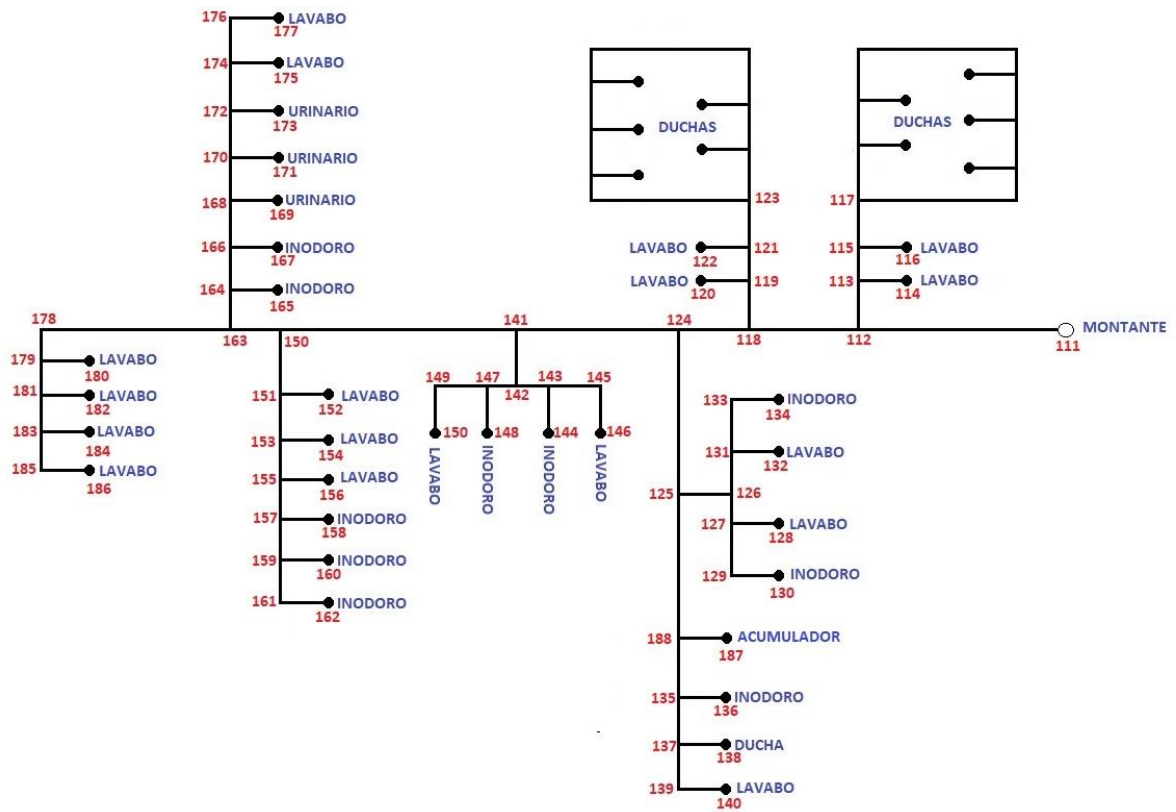 176 LAVABO
177
174 LAVABO
175
172 URINARIO
173
170 URINARIO
171
168 URINARIO
169
166 INODORO
167
164 INODORO
165
DUCHAS
DUCHAS
123 117
LAVABO 121 115 LAVABO
122 116
LAVABO 119 113 LAVABO
120 114
178 163 150 141 124 118 112 MONTANTE
111
179 LAVABO
180
181 LAVABO
182
183 LAVABO
184
185 LAVABO
186
151 LAVABO
152
153 LAVABO
154
155 LAVABO
156
157 INODORO
158
159 INODORO
160
161 INODORO
162
149 147 142 143 145
150 148 144 146
LAVABO
INODORO
INODORO
LAVABO
133 INODORO
134
131 LAVABO
132
125 126
127 LAVABO
128
129 INODORO
130
188 ACUMULADOR
187
135 INODORO
136
137 DUCHA
138
139 LAVABO
140